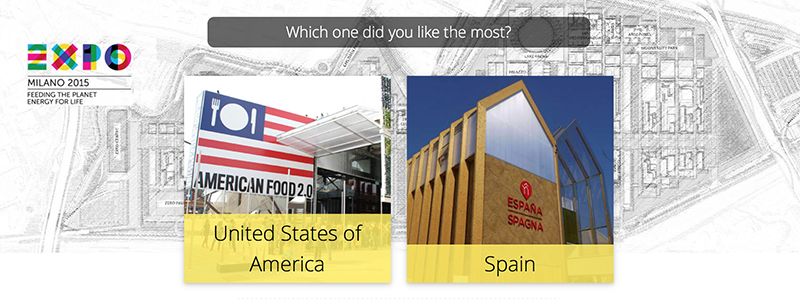 Which one did you like the most?
EXPO
MILANO 2015
FEEDING THE PLANET
ENERGY FOR LIFE
AMERICAN FOOD 2.0
ESPAÑA
SPAGNA
United States of
America
Spain